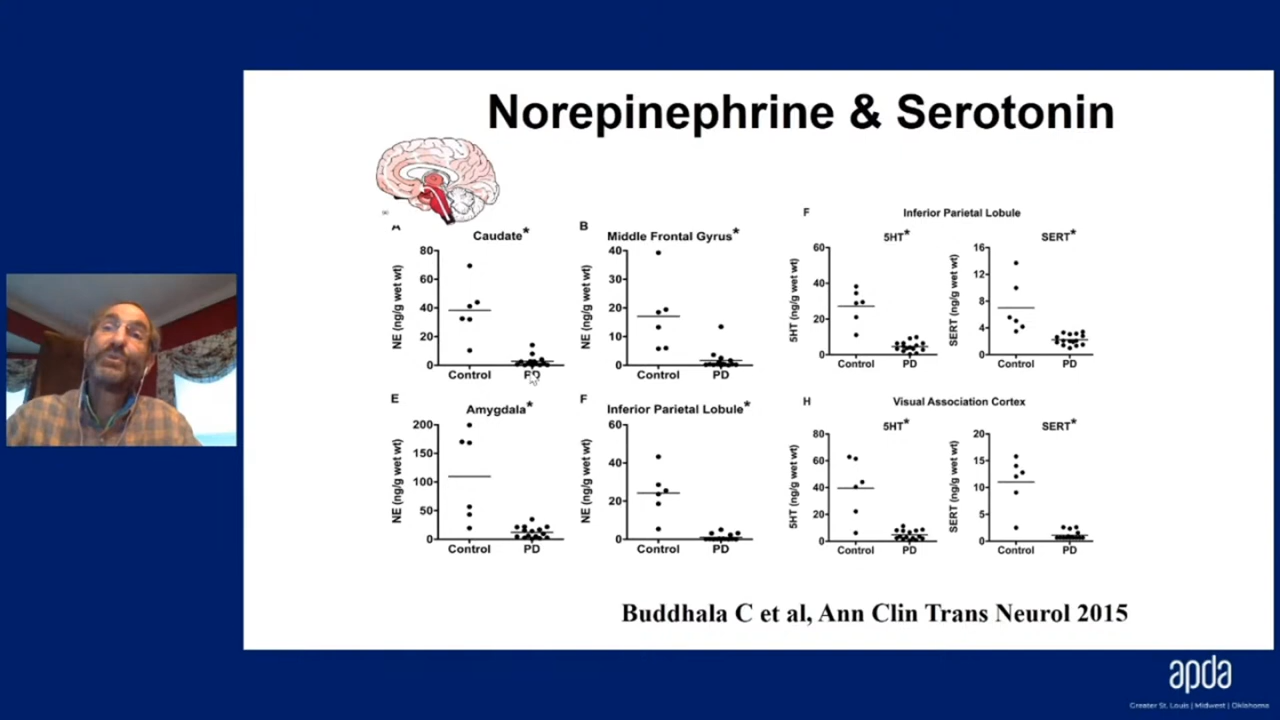 Norepinephrine & Serotonin
A
Caudate*
NE (ng/g wet wt)
80
60
40
20
0
Control
PD
B
Middle Frontal Gyrus*
NE (ng/g wet wt)
40
30
20
10
0
Control
PD
F
Inferior Parietal Lobule
5HT*
5HT (ng/g wet wt)
60
40
20
0
Control
PD
SERT*
SERT (ng/g wet wt)
16
12
8
4
0
Control
PD
E
Amygdala*
NE (ng/g wet wt)
200
150
100
50
0
Control
PD
F
Inferior Parietal Lobule*
NE (ng/g wet wt)
60
40
20
0
Control
PD
H
Visual Association Cortex
5HT*
5HT (ng/g wet wt)
80
60
40
20
0
Control
PD
SERT*
SERT (ng/g wet wt)
20
15
10
5
0
Control
PD
Buddhala C et al, Ann Clin Trans Neurol 2015
apda
Greater St. Louis | Midwest | Oklahoma